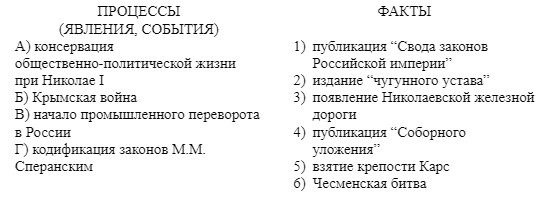 ПРОЦЕССЫ
(ЯВЛЕНИЯ, СОБЫТИЯ)
А) консервация
общественно-политической жизни
при Николае I
Б) Крымская война
В) начало промышленного переворота
в России
Г) кодификация законов М.М.
Сперанским
ФАКТЫ
1) публикация “Свода законов
Российской империи”
2) издание “чугунного устава”
3) появление Николаевской железной
дороги
4) публикация “Соборного
уложения”
5) взятие крепости Карс
6) Чесменская битва